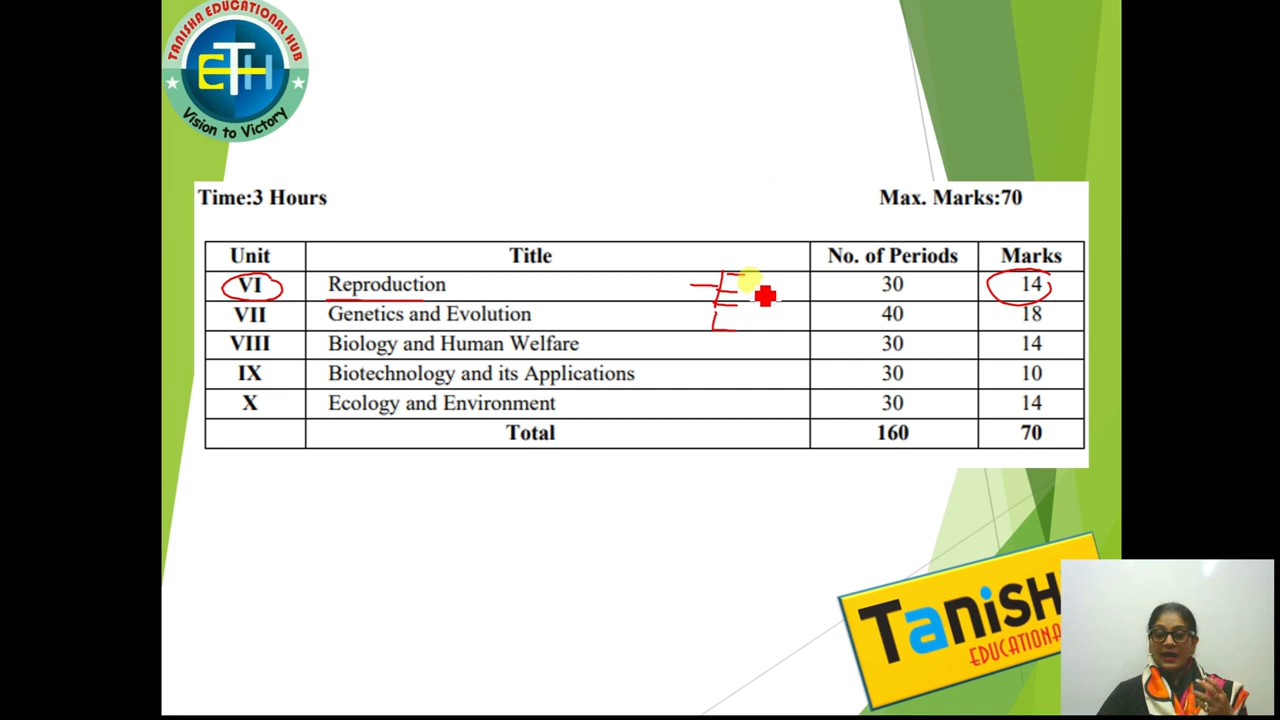 TANISHA EDUCATIONAL HUB
ETH
Vision to Victory
Time:3 Hours Max. Marks:70
Unit Title No. of Periods Marks
VI Reproduction 30 14
VII Genetics and Evolution 40 18
VIII Biology and Human Welfare 30 14
IX Biotechnology and its Applications 30 10
X Ecology and Environment 30 14
Total 160 70